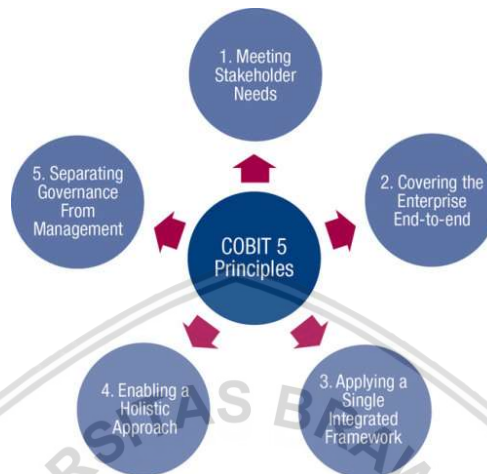 1. Meeting
Stakeholder
Needs
5. Separating
Governance
From
Management
2. Covering the
Enterprise
End-to-end
COBIT 5
Principles
4. Enabling a
Holistic
Approach
3. Applying a
Single
Integrated
Framework